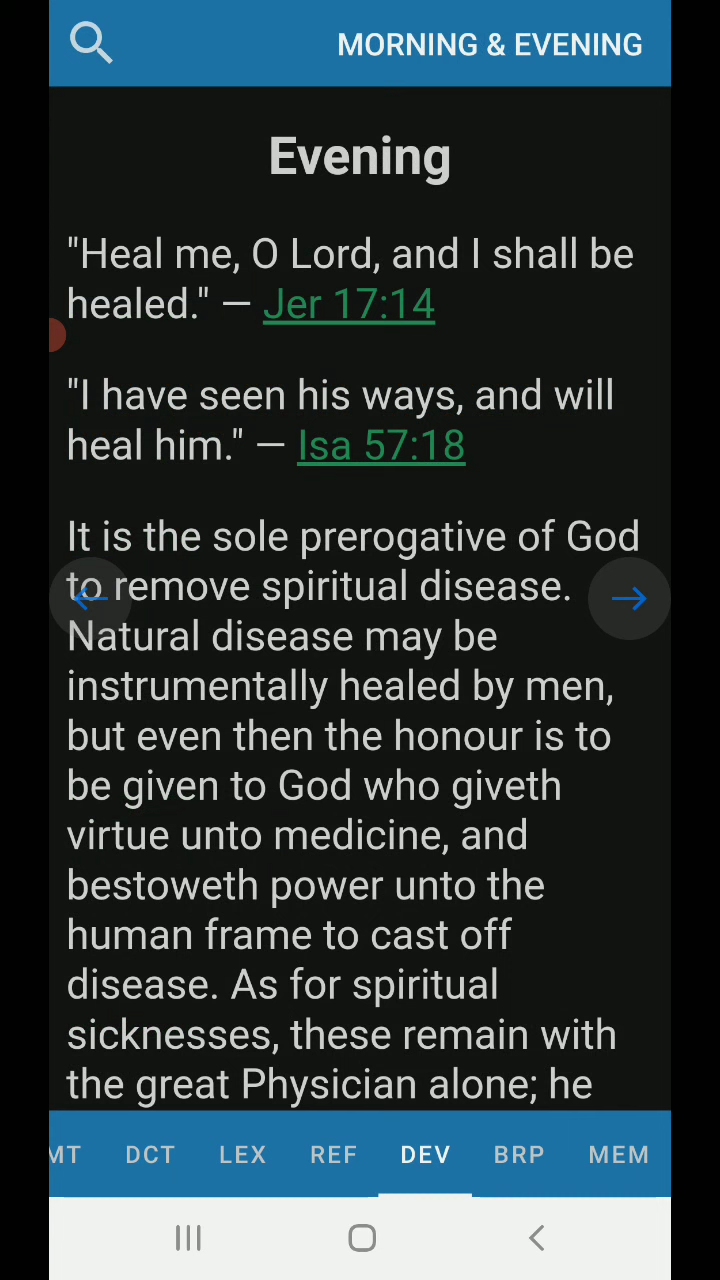 MORNING & EVENING
Evening
"Heal me, O Lord, and I shall be
healed." — Jer 17:14
"I have seen his ways, and will
heal him." — Isa 57:18
It is the sole prerogative of God
to remove spiritual disease.
Natural disease may be
instrumentally healed by men,
but even then the honour is to
be given to God who giveth
virtue unto medicine, and
bestoweth power unto the
human frame to cast off
disease. As for spiritual
sicknesses, these remain with
the great Physician alone; he
MT DCT LEX REF DEV BRP MEM